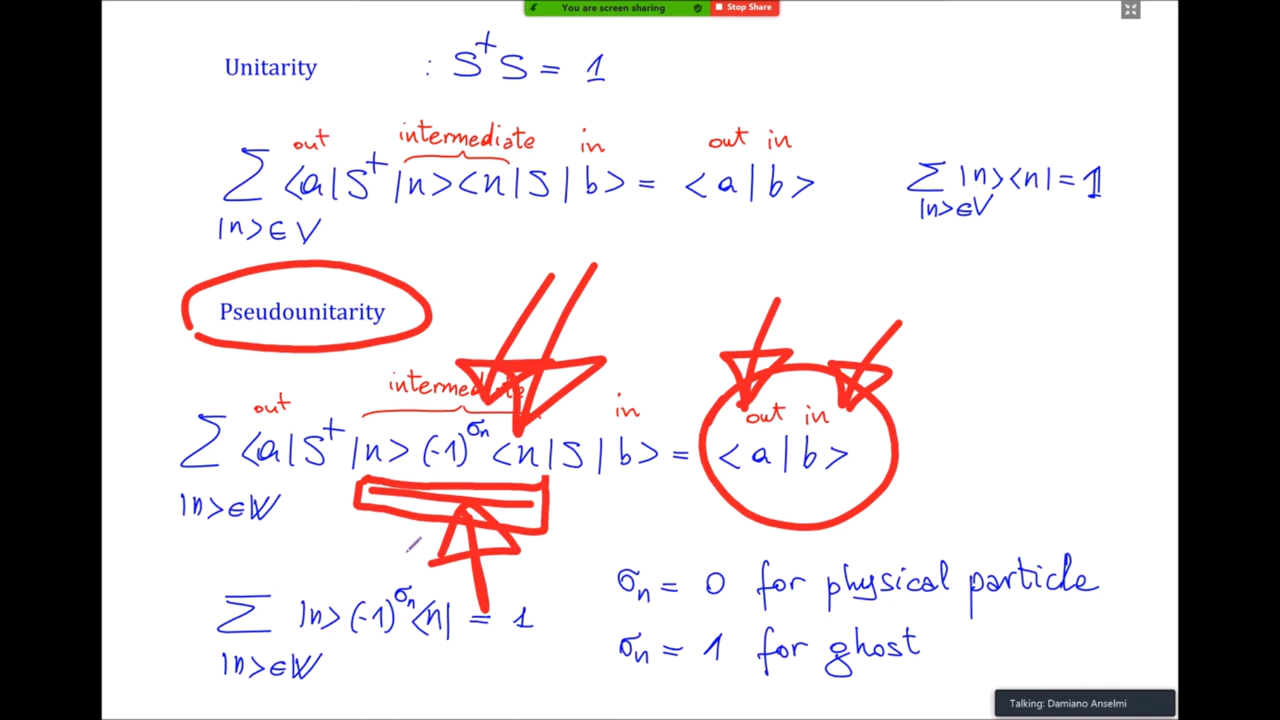 You are screen sharing Stop Share
Unitarity : S†S = 1
out intermediate in out in
∑ <a|S†|n><n|S|b> = <a|b> ∑ |n><n| = 1
|n>∈V |n>∈V
Pseudounitarity
out intermediate in out in
∑ <a|S†|n>(-1)^σn <n|S|b> = <a|b>
|n>∈W
∑ |n>(-1)^σn <n| = 1
|n>∈W
σn = 0 for physical particle
σn = 1 for ghost
Talking: Damiano Anselmi